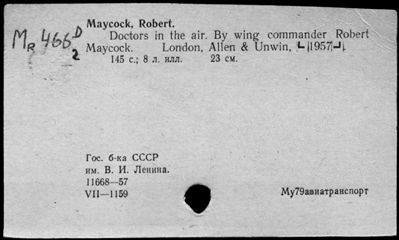 Maycock, Robert.
MR 466 D/2
Doctors in the air. By wing commander Robert
Maycock. London, Allen & Unwin, [1957].
145 с.; 8 л. илл. 23 см.
Гос. б-ка СССР
им. В. И. Ленина.
11668—57
VII—1159
Му79авиатранспорт